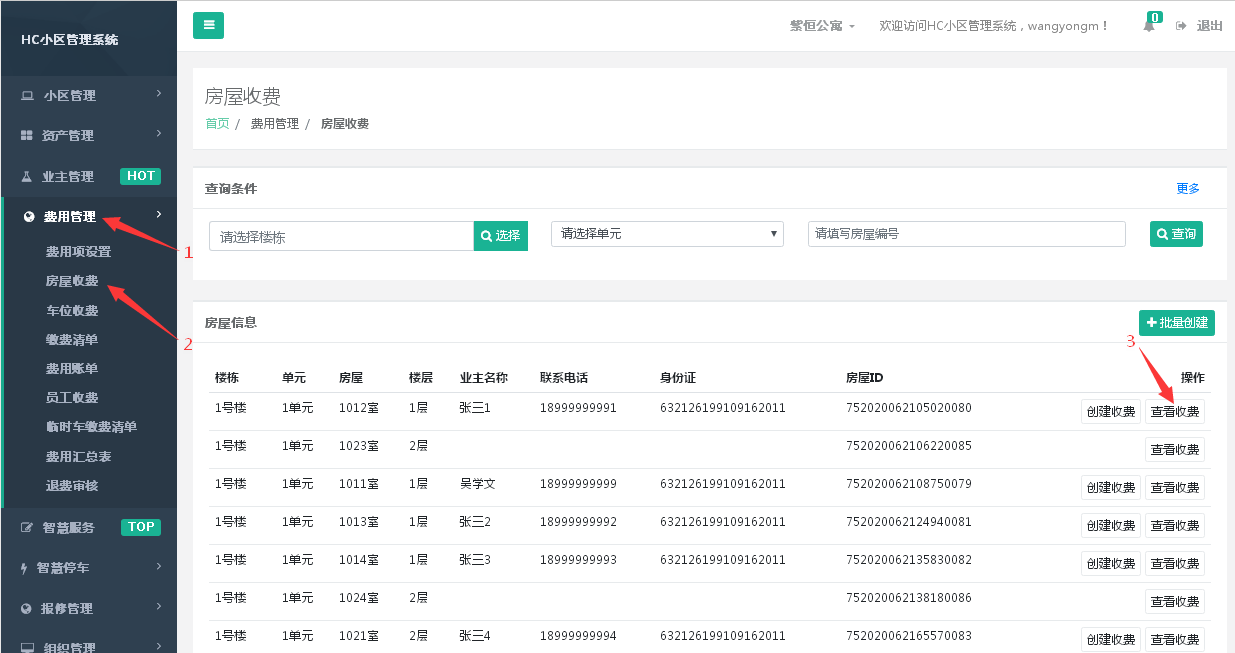 HC小区管理系统
紫恒公寓
欢迎访问HC小区管理系统，wangyongm！
0
退出
小区管理
资产管理
业主管理 HOT
费用管理
费用项设置
房屋收费
车位收费
缴费清单
费用账单
员工收费
临时车缴费清单
费用汇总表
退费审核
智慧服务 TOP
智慧停车
报修管理
组织管理
1
2
3
房屋收费
首页 / 费用管理 / 房屋收费
查询条件 更多
请选择楼栋 选择 请选择单元 请填写房屋编号 查询
房屋信息 批量创建
楼栋 单元 房屋 楼层 业主名称 联系电话 身份证 房屋ID 操作
1号楼 1单元 1012室 1层 张三1 18999999991 632126199109162011 752020062105020080 创建收费 查看收费
1号楼 1单元 1023室 2层 752020062106220085 查看收费
1号楼 1单元 1011室 1层 吴学文 18999999999 632126199109162011 752020062108750079 创建收费 查看收费
1号楼 1单元 1013室 1层 张三2 18999999992 632126199109162011 752020062124940081 创建收费 查看收费
1号楼 1单元 1014室 1层 张三3 18999999993 632126199109162011 752020062135830082 创建收费 查看收费
1号楼 1单元 1024室 2层 752020062138180086 查看收费
1号楼 1单元 1021室 2层 张三4 18999999994 632126199109162011 752020062165570083 创建收费 查看收费